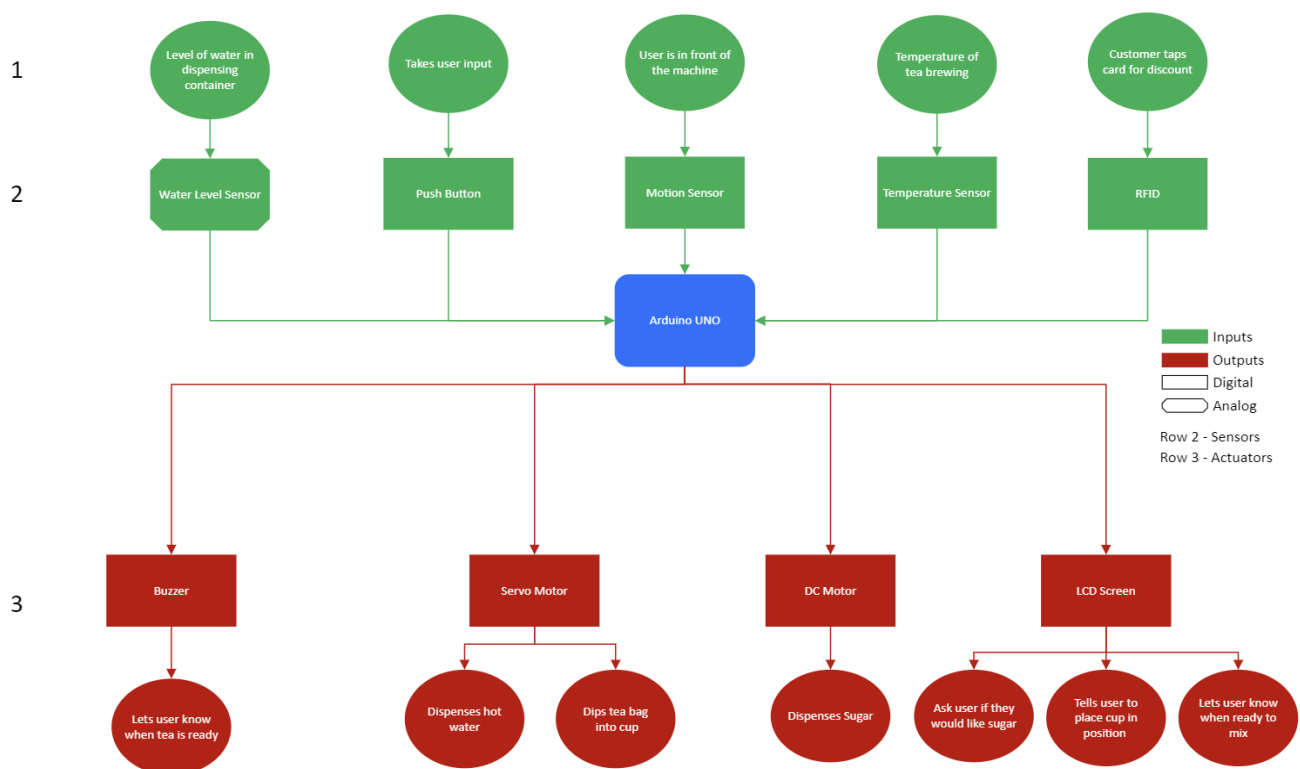 1
Level of water in
dispensing
container
Takes user input
User is in front of
the machine
Temperature of
tea brewing
Customer taps
card for discount
2
Water Level Sensor
Push Button
Motion Sensor
Temperature Sensor
RFID
Arduino UNO
Inputs
Outputs
Digital
Analog
Row 2 - Sensors
Row 3 - Actuators
3
Buzzer
Servo Motor
DC Motor
LCD Screen
Lets user know
when tea is ready
Dispenses hot
water
Dips tea bag
into cup
Dispenses Sugar
Ask user if they
would like sugar
Tells user to
place cup in
position
Lets user know
when ready to
mix